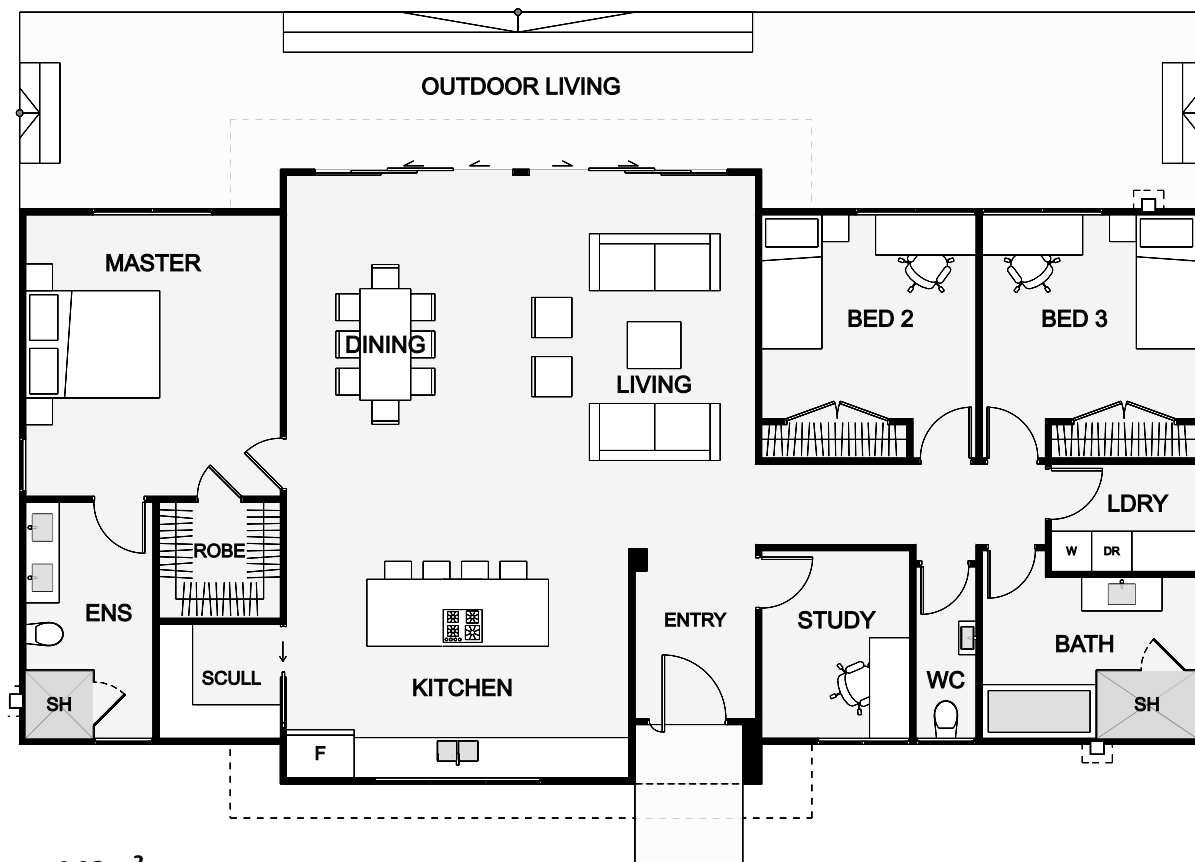 OUTDOOR LIVING
MASTER
BED 2
BED 3
DINING
LIVING
LDRY
ROBE
W
DR
ENS
ENTRY
STUDY
BATH
SCULL
KITCHEN
WC
SH
SH
F